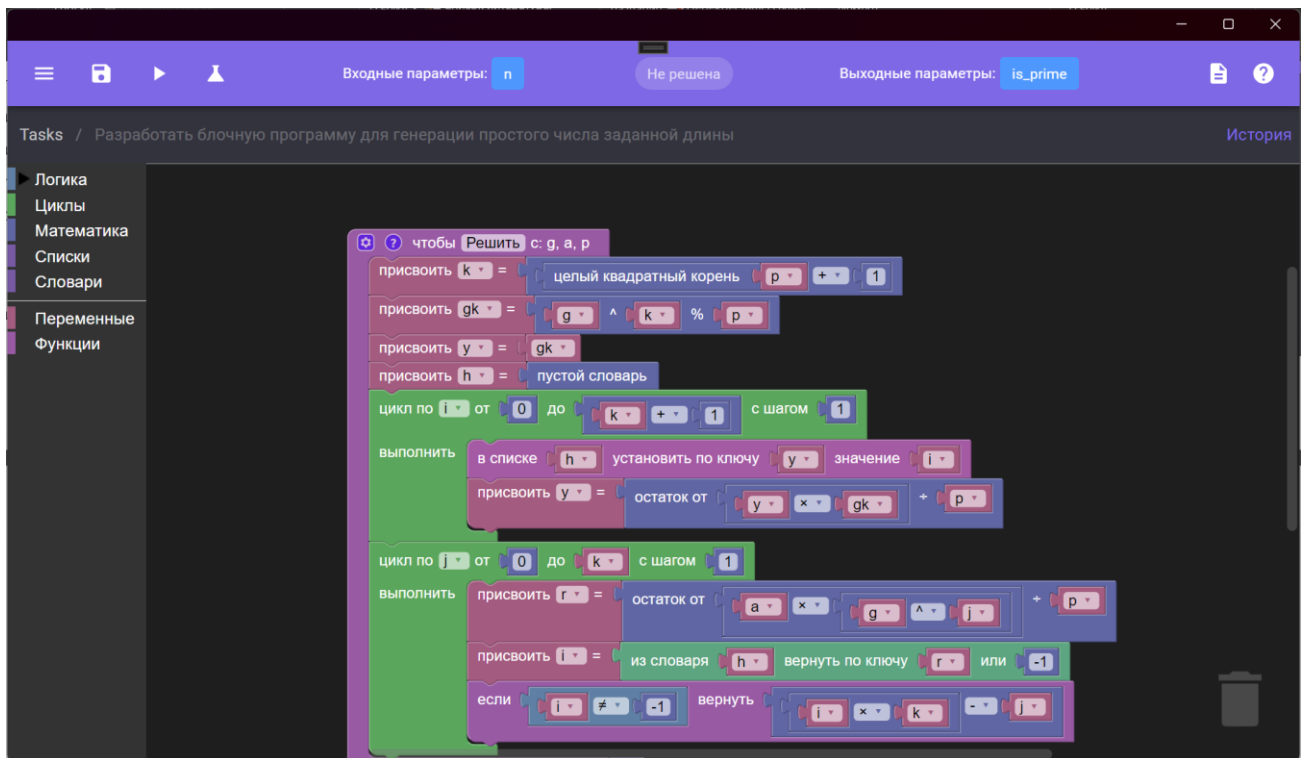 Входные параметры: n Не решена Выходные параметры: is_prime
Tasks / Разработать блочную программу для генерации простого числа заданной длины История
Логика
Циклы
Математика
Списки
Словари
Переменные
Функции
чтобы Решить с: g, a, p
присвоить k = целый квадратный корень p + 1
присвоить gk = g ^ k % p
присвоить y = gk
присвоить h = пустой словарь
цикл по i от 0 до k + 1 с шагом 1
выполнить в списке h установить по ключу y значение i
присвоить y = остаток от y × gk ÷ p
цикл по j от 0 до k с шагом 1
выполнить присвоить r = остаток от a × g ^ j ÷ p
присвоить i = из словаря h вернуть по ключу r или -1
если i ≠ -1 вернуть i × k - j